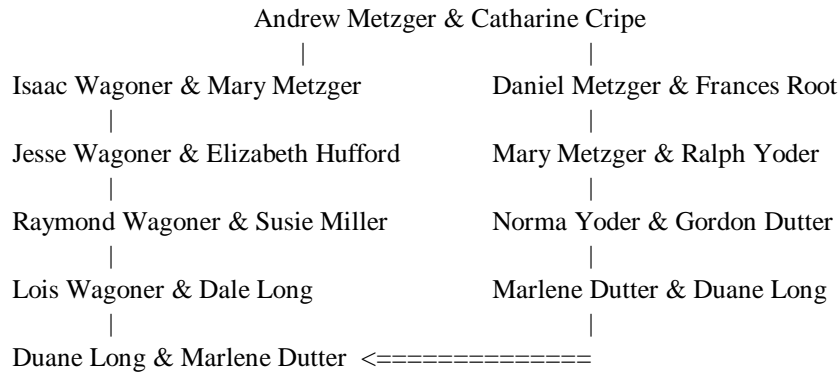 Andrew Metzger & Catharine Cripe
Isaac Wagoner & Mary Metzger Daniel Metzger & Frances Root
Jesse Wagoner & Elizabeth Hufford Mary Metzger & Ralph Yoder
Raymond Wagoner & Susie Miller Norma Yoder & Gordon Dutter
Lois Wagoner & Dale Long Marlene Dutter & Duane Long
Duane Long & Marlene Dutter <==============